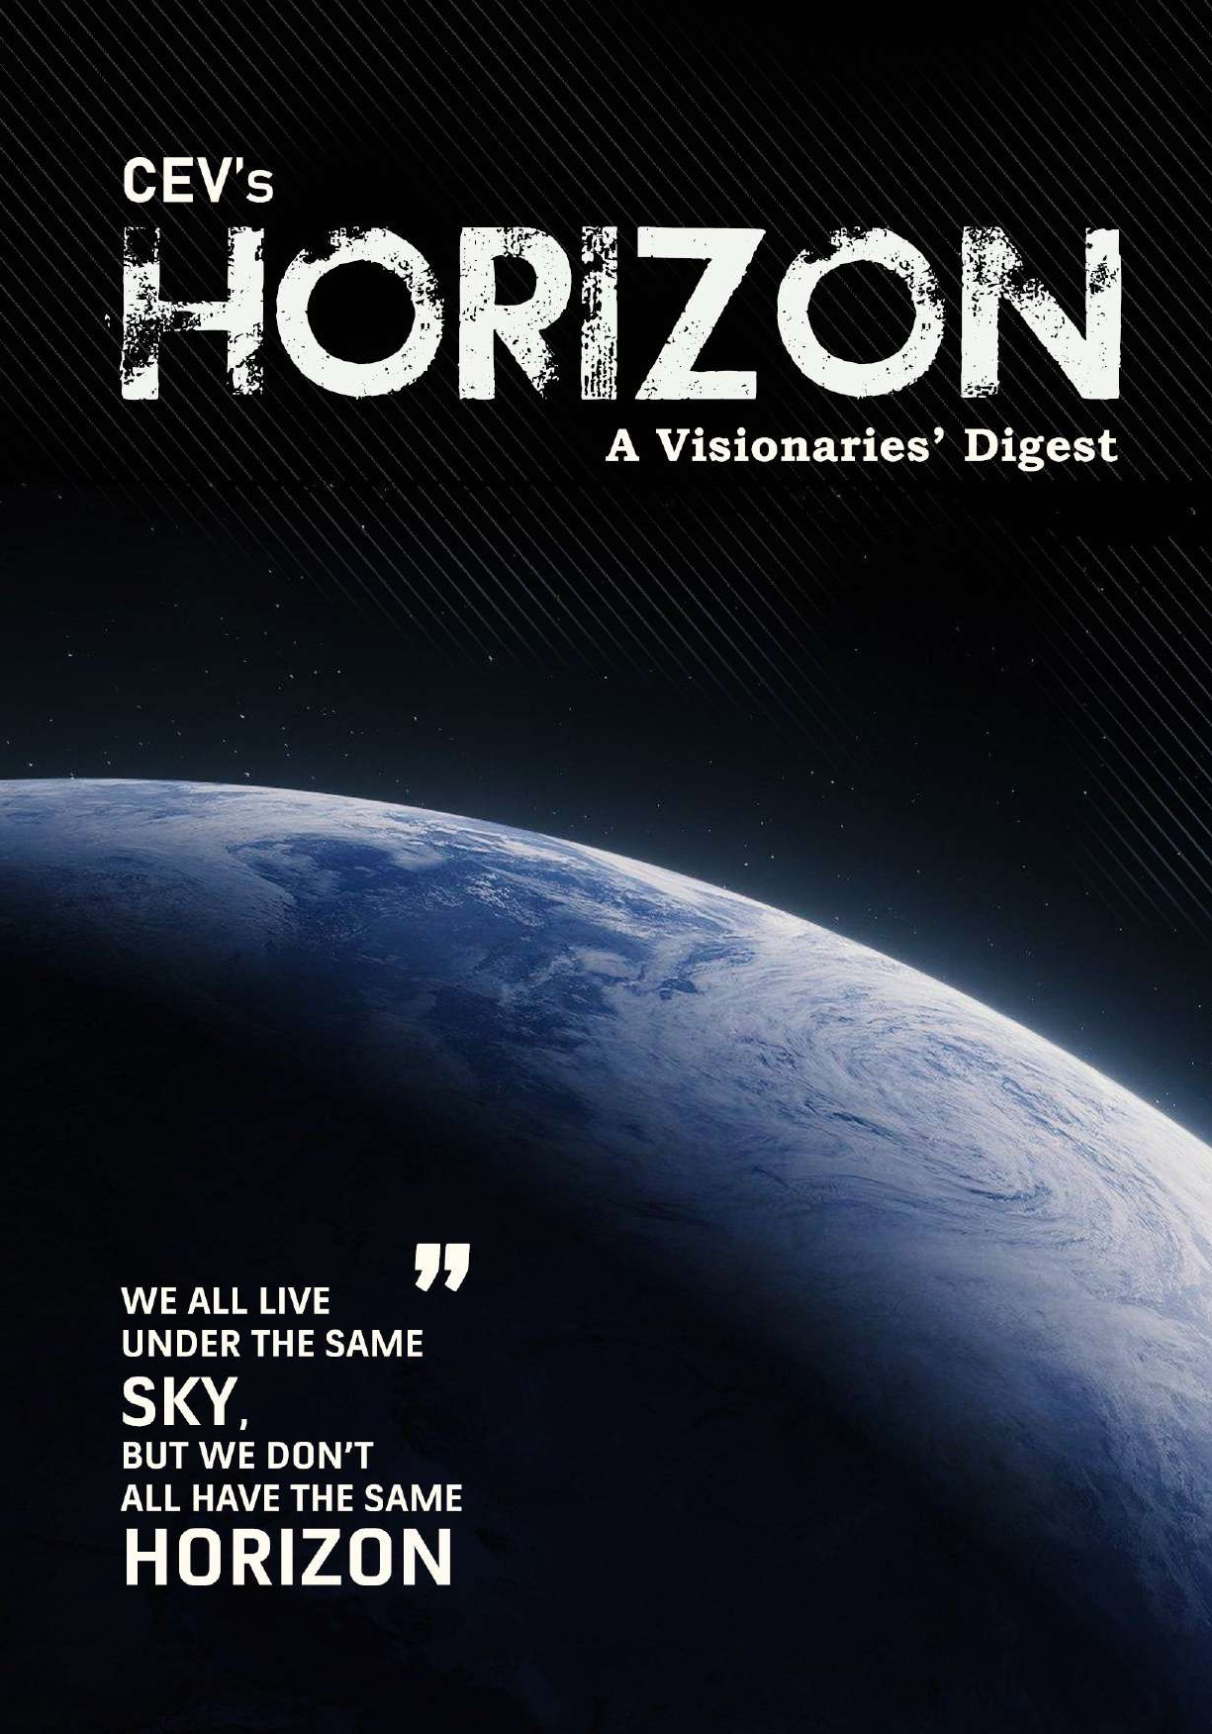 CEV's
HORIZON
A Visionaries’ Digest
”
WE ALL LIVE
UNDER THE SAME
SKY,
BUT WE DON’T
ALL HAVE THE SAME
HORIZON